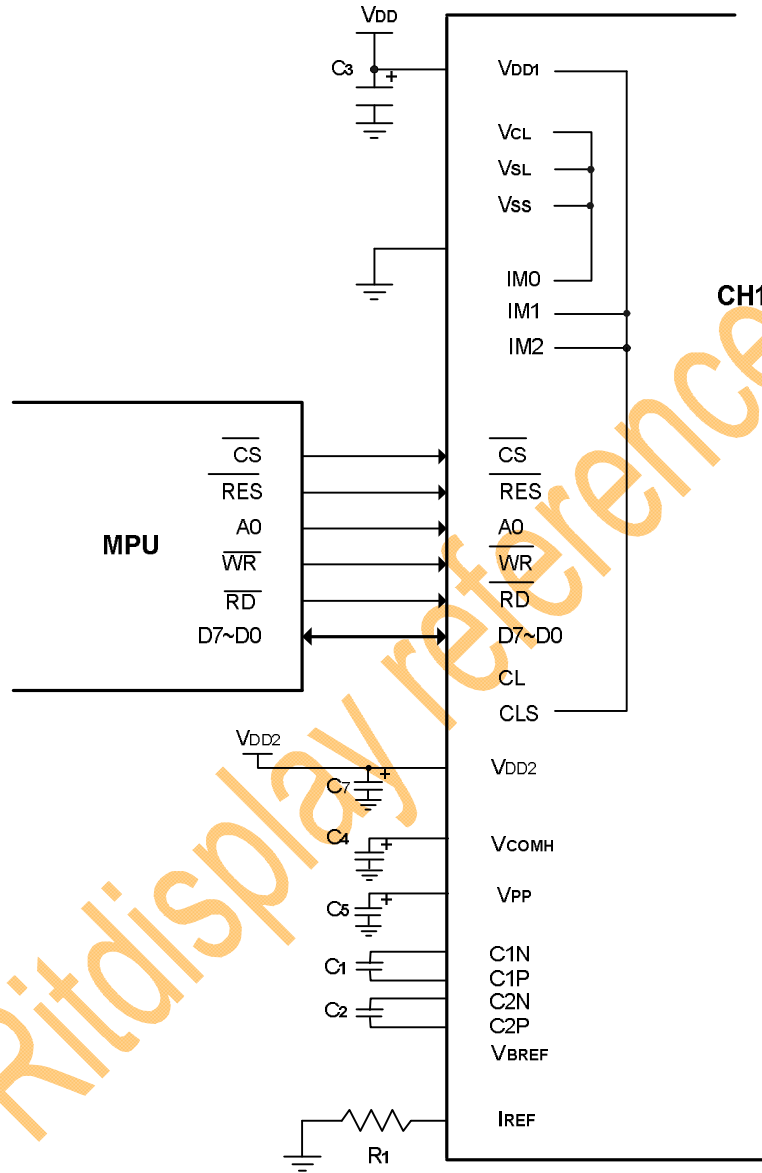 VDD
C3
+
VDD1
VCL
VSL
VSS
IM0
IM1
IM2
CH1
MPU
CS
RES
A0
WR
RD
D7~D0
CS
RES
A0
WR
RD
D7~D0
CL
CLS
VDD2
C7
+
VDD2
C4
+
VCOMH
C5
+
VPP
C1
C1N
C1P
C2
C2N
C2P
VBREF
R1
IREF
Ritdisplay reference